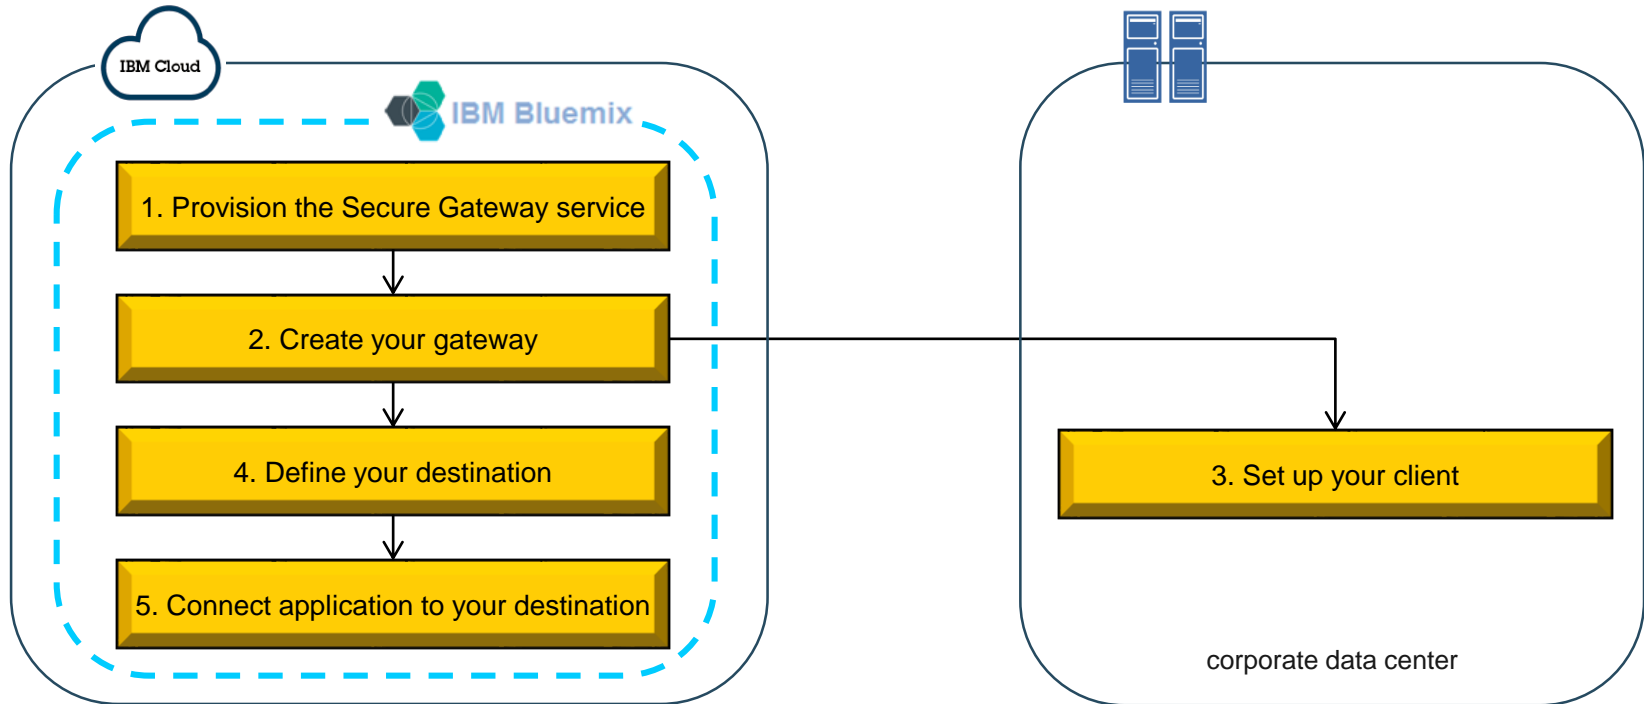 IBM Cloud
IBM Bluemix
1. Provision the Secure Gateway service
2. Create your gateway
4. Define your destination
3. Set up your client
5. Connect application to your destination
corporate data center